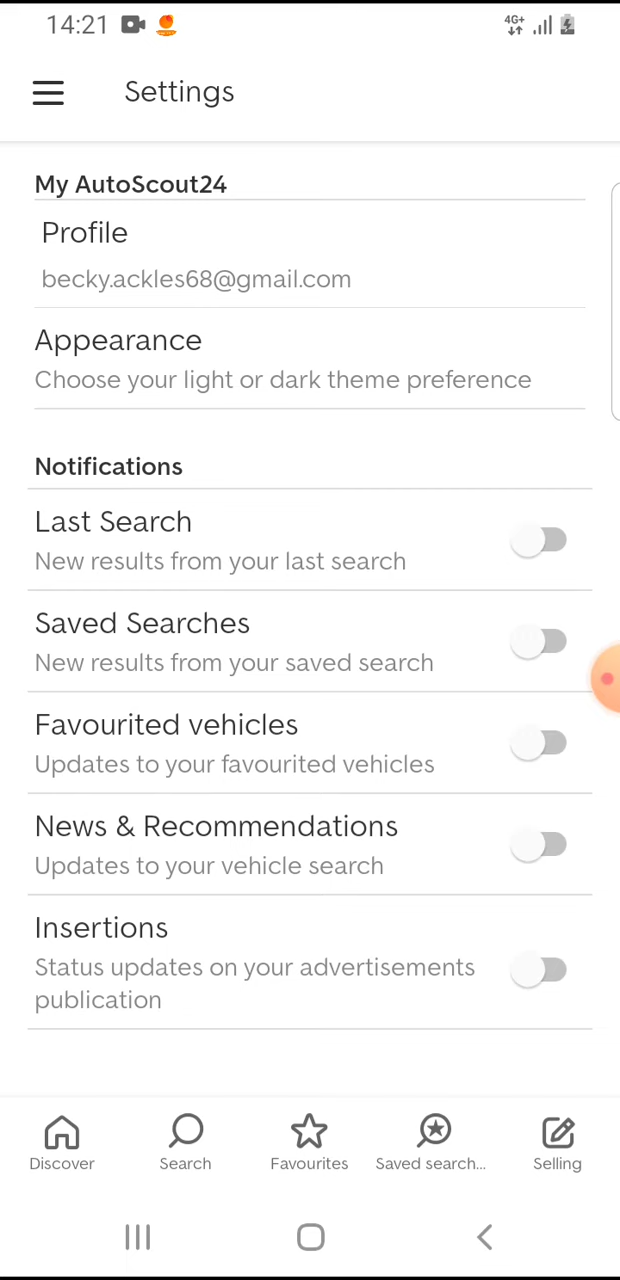 14:21
4G+
Settings
My AutoScout24
Profile
becky.ackles68@gmail.com
Appearance
Choose your light or dark theme preference
Notifications
Last Search
New results from your last search
Saved Searches
New results from your saved search
Favourited vehicles
Updates to your favourited vehicles
News & Recommendations
Updates to your vehicle search
Insertions
Status updates on your advertisements
publication
Discover Search Favourites Saved search... Selling